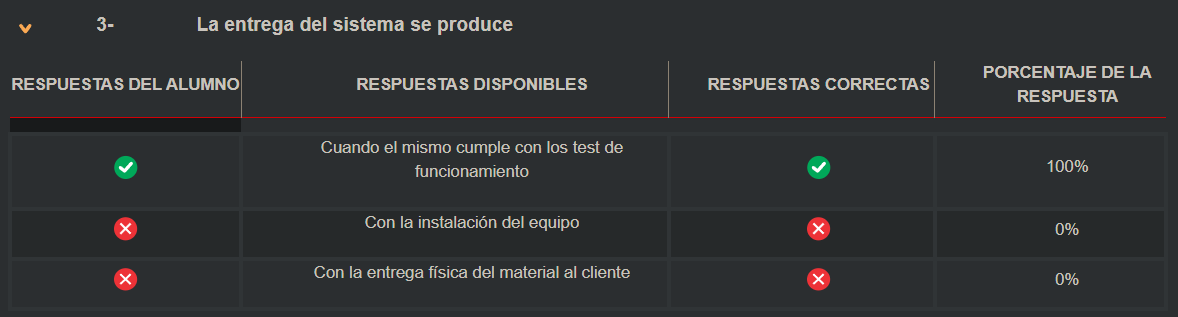 3- La entrega del sistema se produce
RESPUESTAS DEL ALUMNO RESPUESTAS DISPONIBLES RESPUESTAS CORRECTAS PORCENTAJE DE LA
RESPUESTA
Cuando el mismo cumple con los test de
funcionamiento
100%
Con la instalación del equipo 0%
Con la entrega física del material al cliente 0%